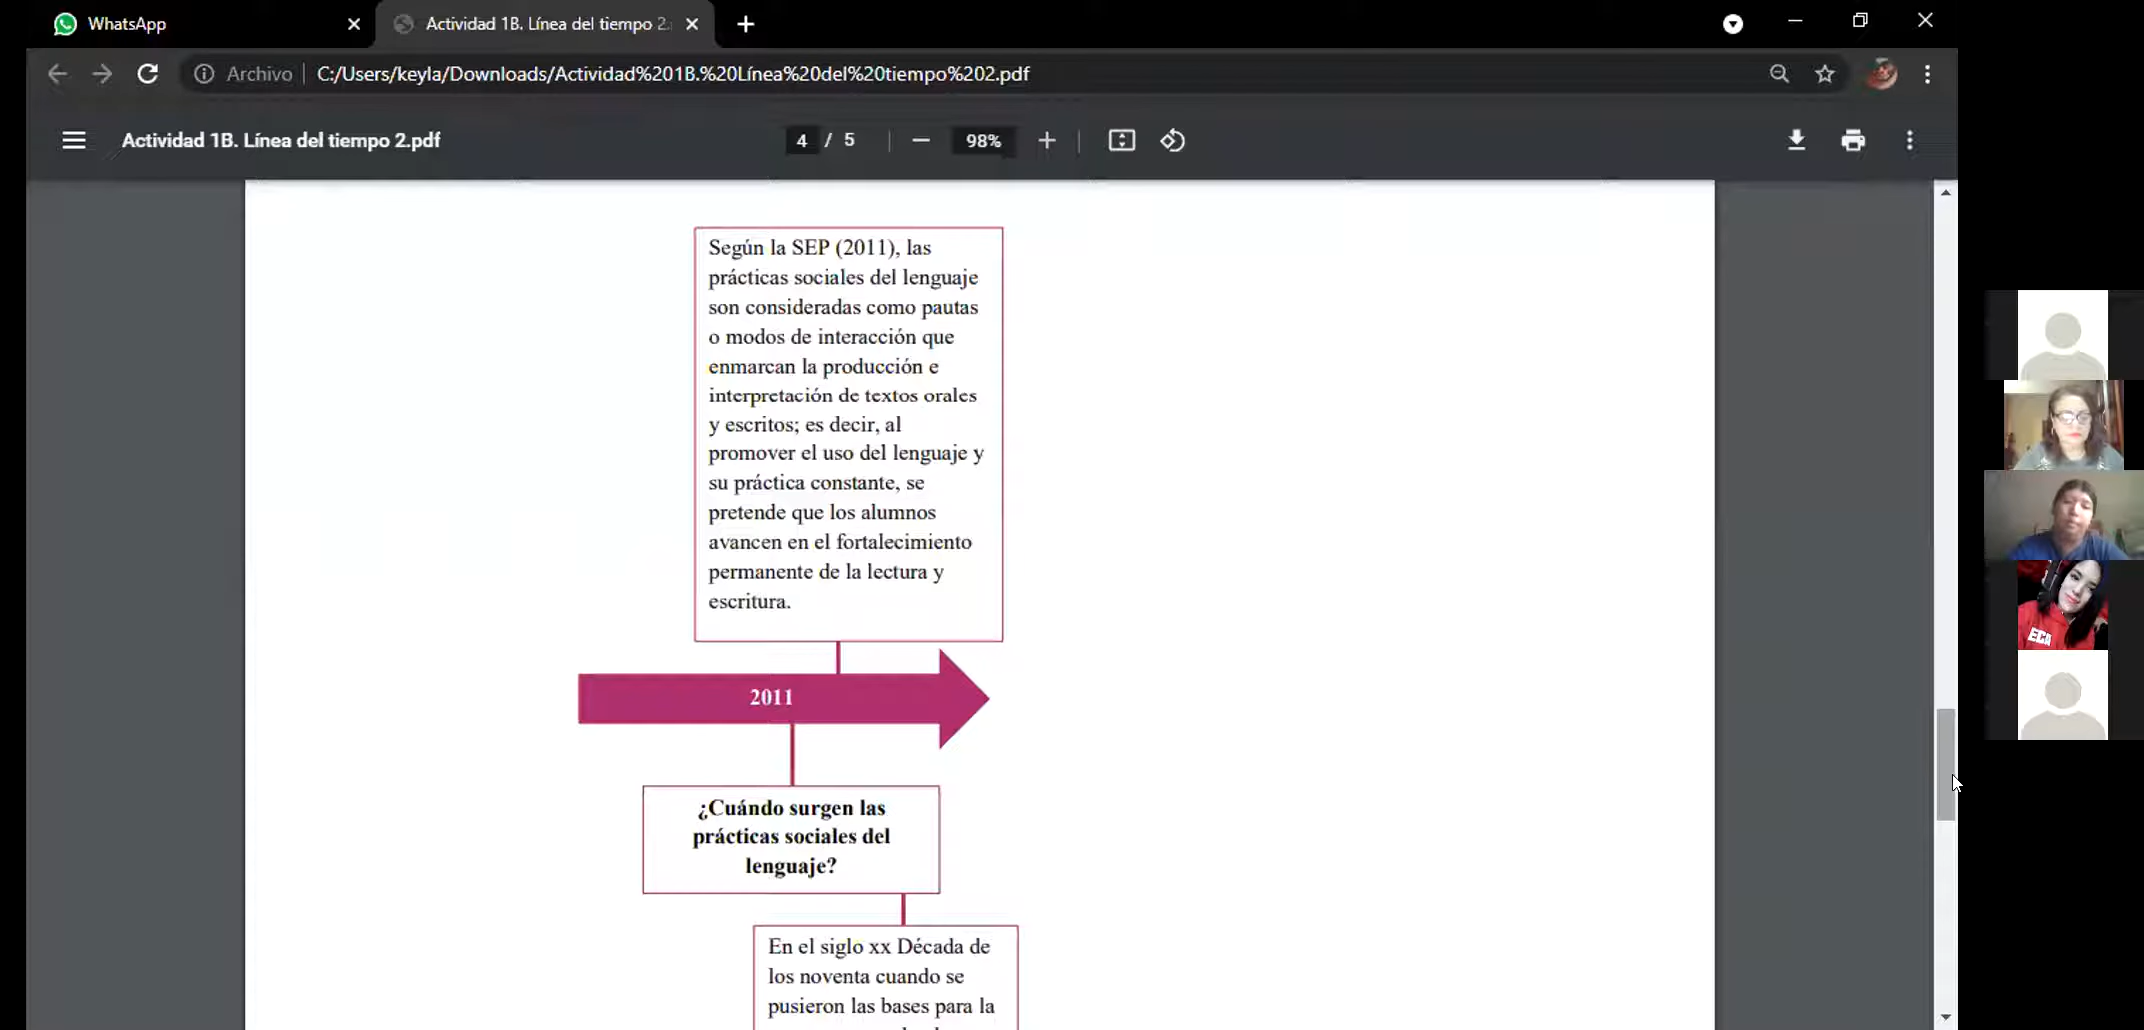 WhatsApp
Actividad 1B. Línea del tiempo 2.
Archivo
C:/Users/keyla/Downloads/Actividad%201B.%20Línea%20del%20tiempo%202.pdf
Actividad 1B. Línea del tiempo 2.pdf
4 / 5
98%
Según la SEP (2011), las
prácticas sociales del lenguaje
son consideradas como pautas
o modos de interacción que
enmarcan la producción e
interpretación de textos orales
y escritos; es decir, al
promover el uso del lenguaje y
su práctica constante, se
pretende que los alumnos
avancen en el fortalecimiento
permanente de la lectura y
escritura.
2011
¿Cuándo surgen las
prácticas sociales del
lenguaje?
En el siglo xx Década de
los noventa cuando se
pusieron las bases para la